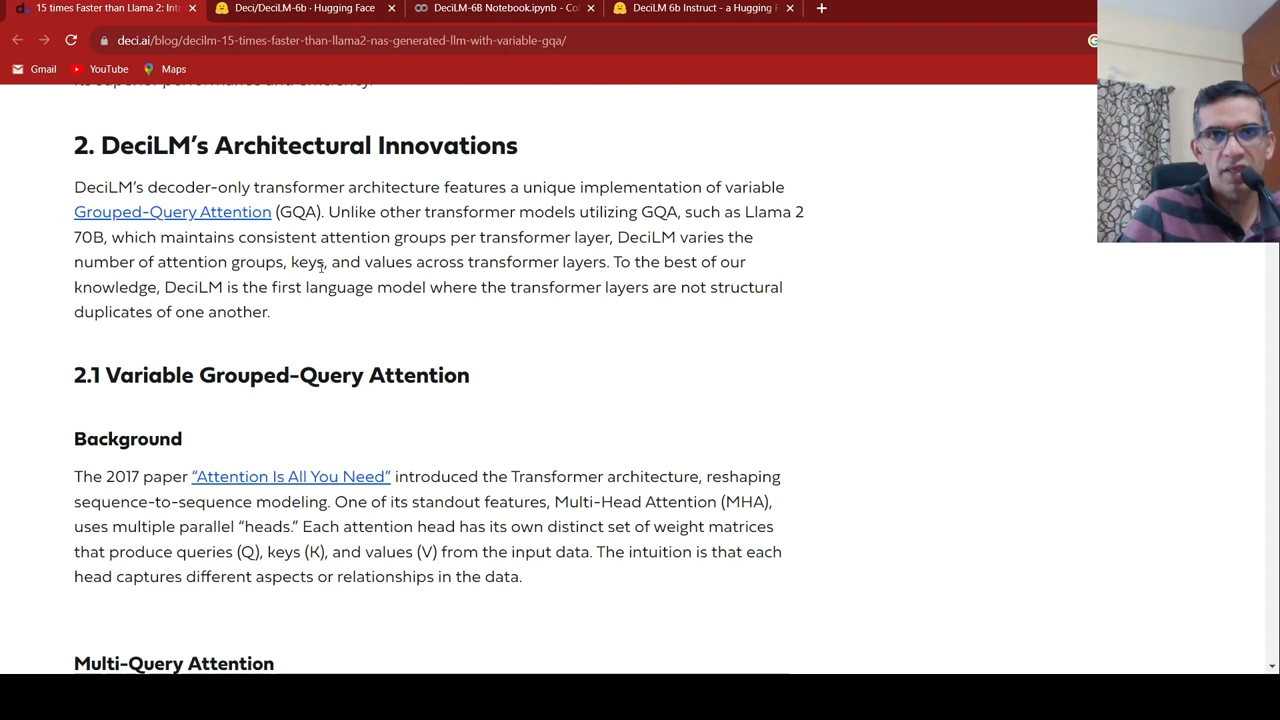 15 times Faster than Llama 2: Int
Deci/DeciLM-6b · Hugging Face
DeciLM-6B Notebook.ipynb - Co
DeciLM 6b Instruct - a Hugging F
deci.ai/blog/decilm-15-times-faster-than-llama2-nas-generated-llm-with-variable-gqa/
Gmail
YouTube
Maps
its superior performance and efficiency.
2. DeciLM’s Architectural Innovations
DeciLM’s decoder-only transformer architecture features a unique implementation of variable
Grouped-Query Attention (GQA). Unlike other transformer models utilizing GQA, such as Llama 2
70B, which maintains consistent attention groups per transformer layer, DeciLM varies the
number of attention groups, keys, and values across transformer layers. To the best of our
knowledge, DeciLM is the first language model where the transformer layers are not structural
duplicates of one another.
2.1 Variable Grouped-Query Attention
Background
The 2017 paper “Attention Is All You Need” introduced the Transformer architecture, reshaping
sequence-to-sequence modeling. One of its standout features, Multi-Head Attention (MHA),
uses multiple parallel “heads.” Each attention head has its own distinct set of weight matrices
that produce queries (Q), keys (K), and values (V) from the input data. The intuition is that each
head captures different aspects or relationships in the data.
Multi-Query Attention